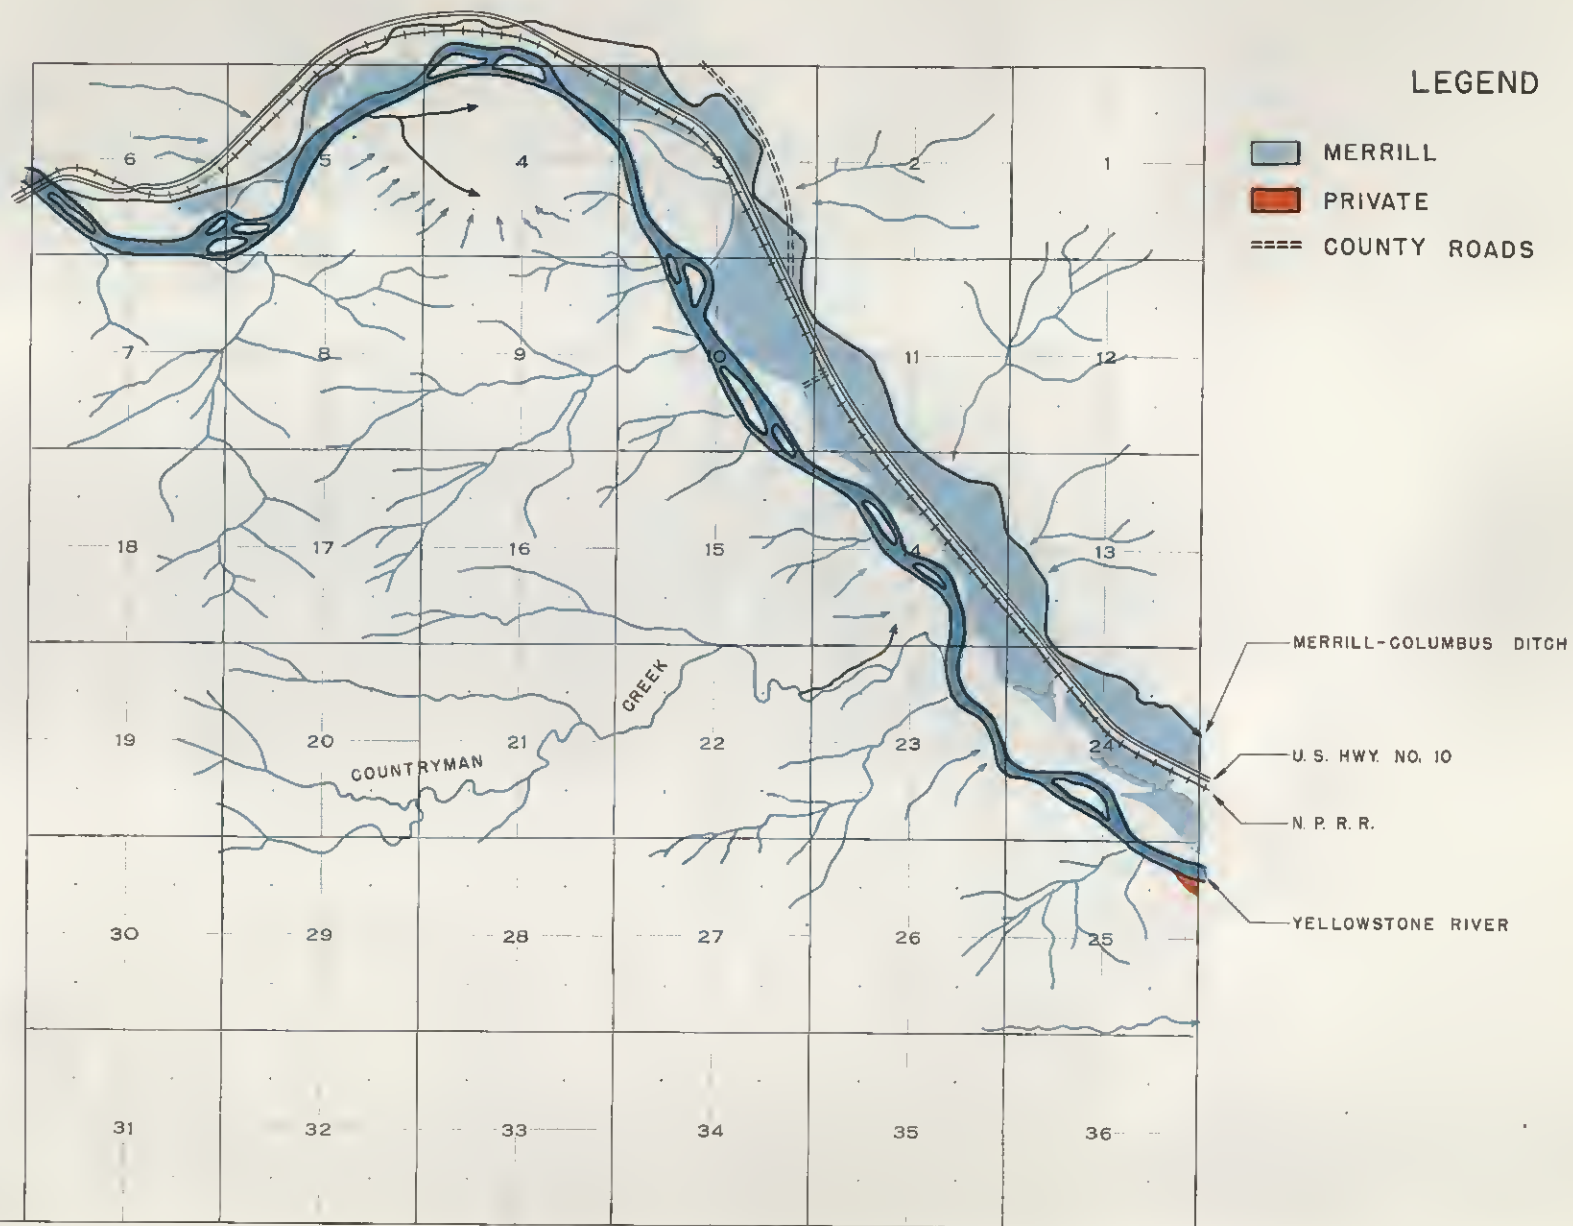 LEGEND
MERRILL
PRIVATE
COUNTY ROADS
6 5 4 3 2 1
7 8 9 10 11 12
18 17 16 15 14 13
MERRILL-COLUMBUS DITCH
CREEK
19 20 21 22 23 24
COUNTRYMAN
U. S. HWY. NO. 10
N. P. R. R.
YELLOWSTONE RIVER
30 29 28 27 26 25
31 32 33 34 35 36